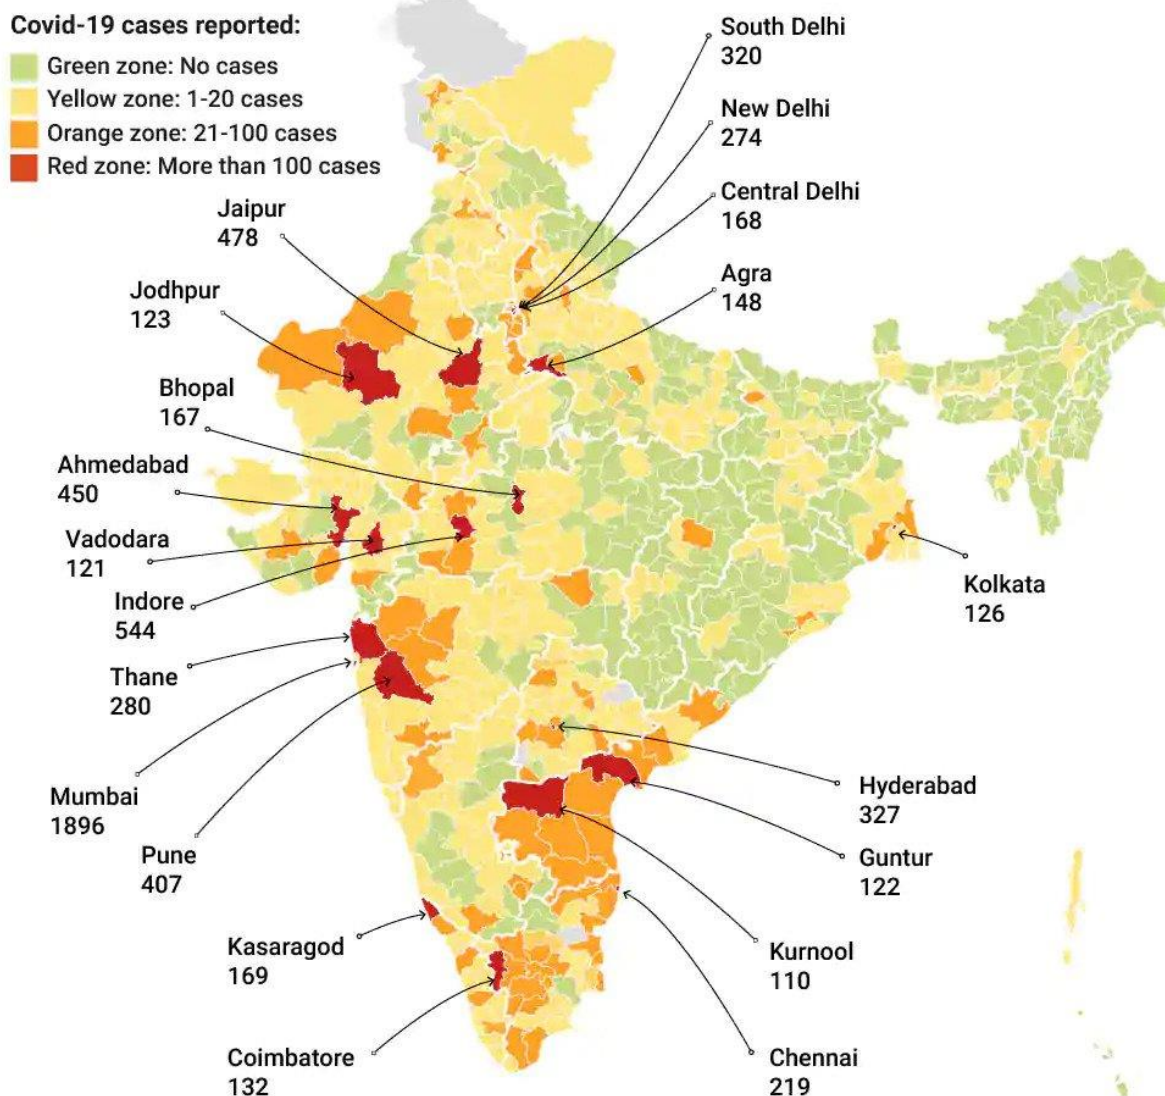 Covid-19 cases reported:
Green zone: No cases
Yellow zone: 1-20 cases
Orange zone: 21-100 cases
Red zone: More than 100 cases
South Delhi
320
New Delhi
274
Central Delhi
168
Agra
148
Jaipur
478
Jodhpur
123
Bhopal
167
Ahmedabad
450
Vadodara
121
Indore
544
Thane
280
Mumbai
1896
Pune
407
Kasaragod
169
Coimbatore
132
Kolkata
126
Hyderabad
327
Guntur
122
Kurnool
110
Chennai
219